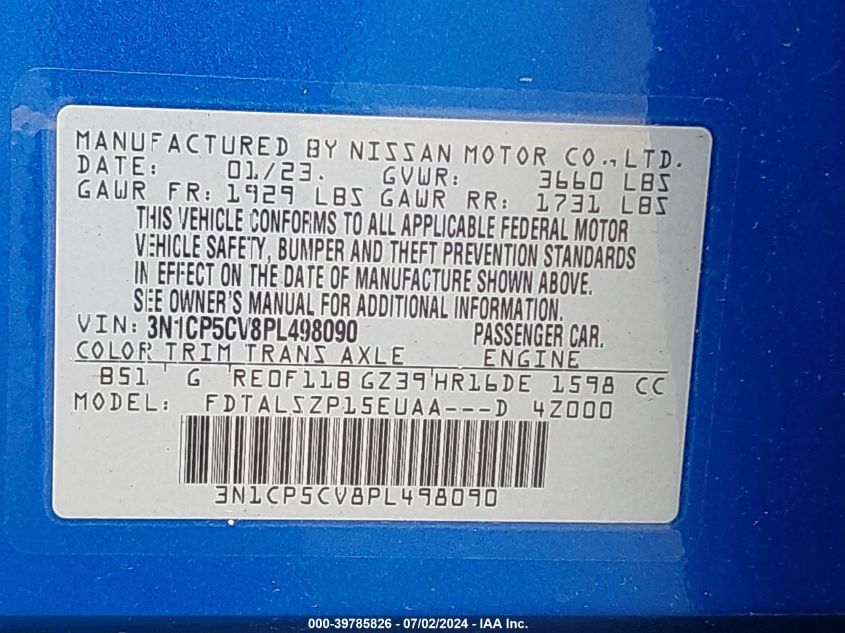 MANUFACTURED BY NISSAN MOTOR CO.,LTD.
DATE: 01/23. GVWR: 3660 LBS
GAWR FR: 1929 LBS GAWR RR: 1731 LBS
THIS VEHICLE CONFORMS TO ALL APPLICABLE FEDERAL MOTOR
VEHICLE SAFETY, BUMPER AND THEFT PREVENTION STANDARDS
IN EFFECT ON THE DATE OF MANUFACTURE SHOWN ABOVE.
SEE OWNER'S MANUAL FOR ADDITIONAL INFORMATION.
VIN: 3N1CP5CV8PL498090 PASSENGER CAR.
COLOR TRIM TRANS AXLE ENGINE
B51 G RE0F11B GZ39 HR16DE 1598 CC
MODEL: FDTALSZP15EUAA---D 4Z000
3N1CP5CV8PL498090
000-39785826 - 07/02/2024 - IAA Inc.